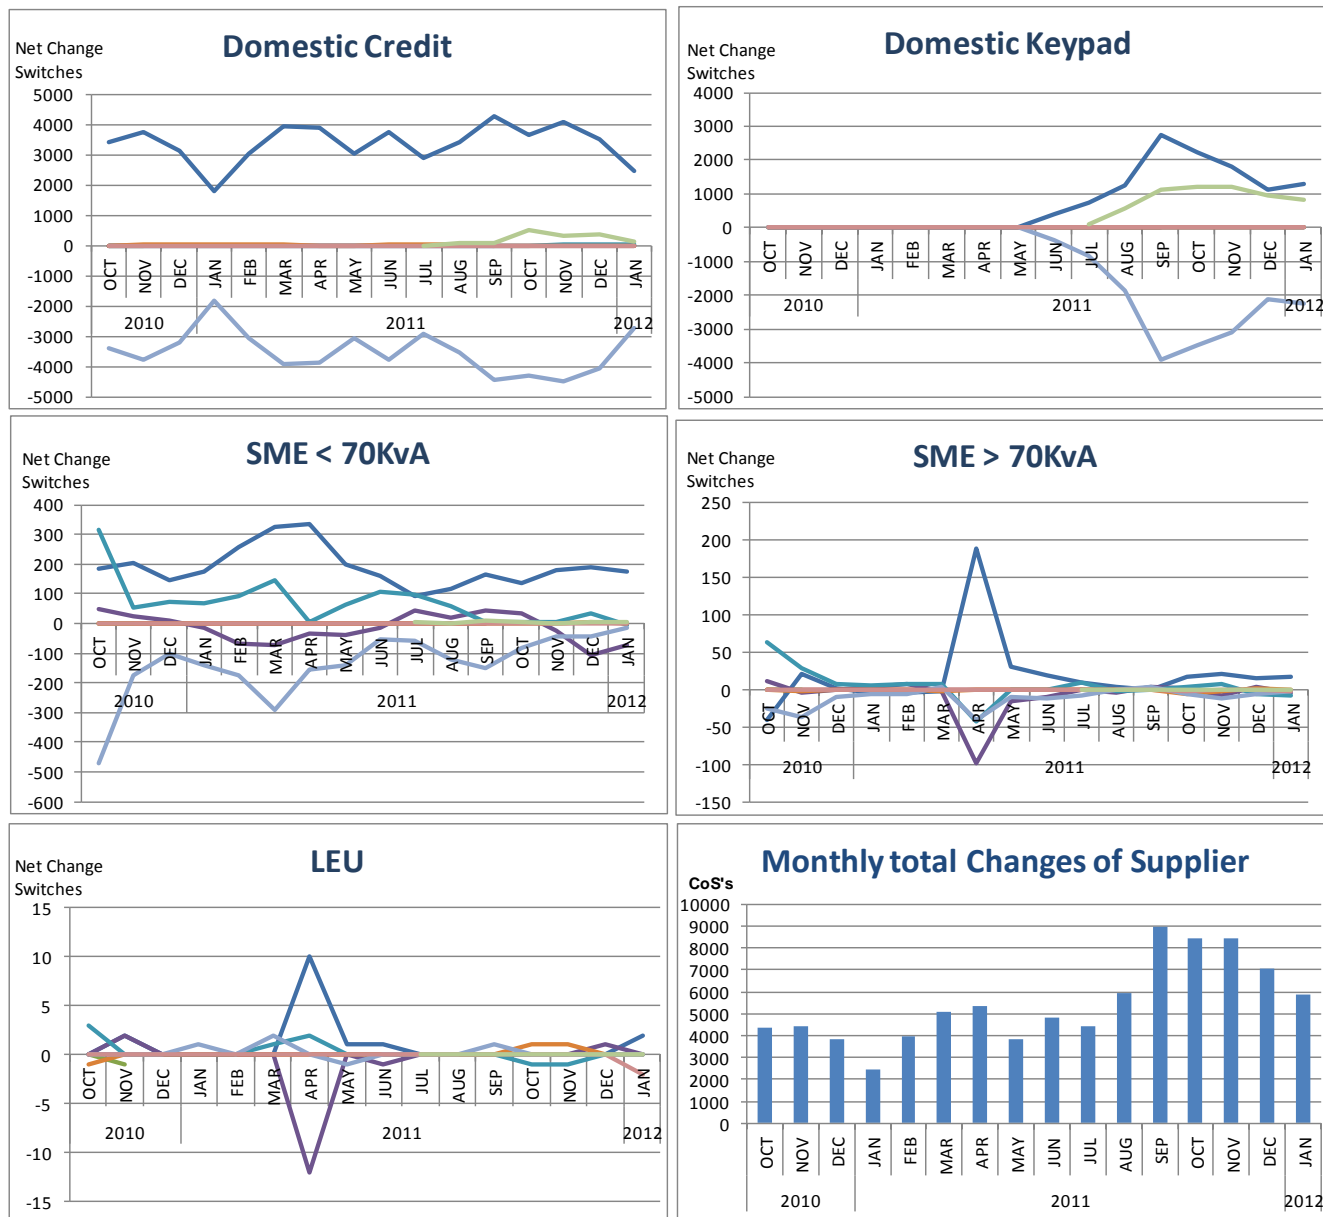 Domestic Credit
Net Change
Switches
5000
4000
3000
2000
1000
0
-1000
-2000
-3000
-4000
-5000
OCT NOV DEC JAN FEB MAR APR MAY JUN JUL AUG SEP OCT NOV DEC JAN
2010 2011 2012
Domestic Keypad
Net Change
Switches
4000
3000
2000
1000
0
-1000
-2000
-3000
-4000
-5000
OCT NOV DEC JAN FEB MAR APR MAY JUN JUL AUG SEP OCT NOV DEC JAN
2010 2011 2012
SME < 70KvA
Net Change
Switches
400
300
200
100
0
-100
-200
-300
-400
-500
-600
OCT NOV DEC JAN FEB MAR APR MAY JUN JUL AUG SEP OCT NOV DEC JAN
2010 2011 2012
SME > 70KvA
Net Change
Switches
250
200
150
100
50
0
-50
-100
-150
OCT NOV DEC JAN FEB MAR APR MAY JUN JUL AUG SEP OCT NOV DEC JAN
2010 2011 2012
LEU
Net Change
Switches
15
10
5
0
-5
-10
-15
OCT NOV DEC JAN FEB MAR APR MAY JUN JUL AUG SEP OCT NOV DEC JAN
2010 2011 2012
Monthly total Changes of Supplier
CoS's
10000
9000
8000
7000
6000
5000
4000
3000
2000
1000
0
OCT NOV DEC JAN FEB MAR APR MAY JUN JUL AUG SEP OCT NOV DEC JAN
2010 2011 2012